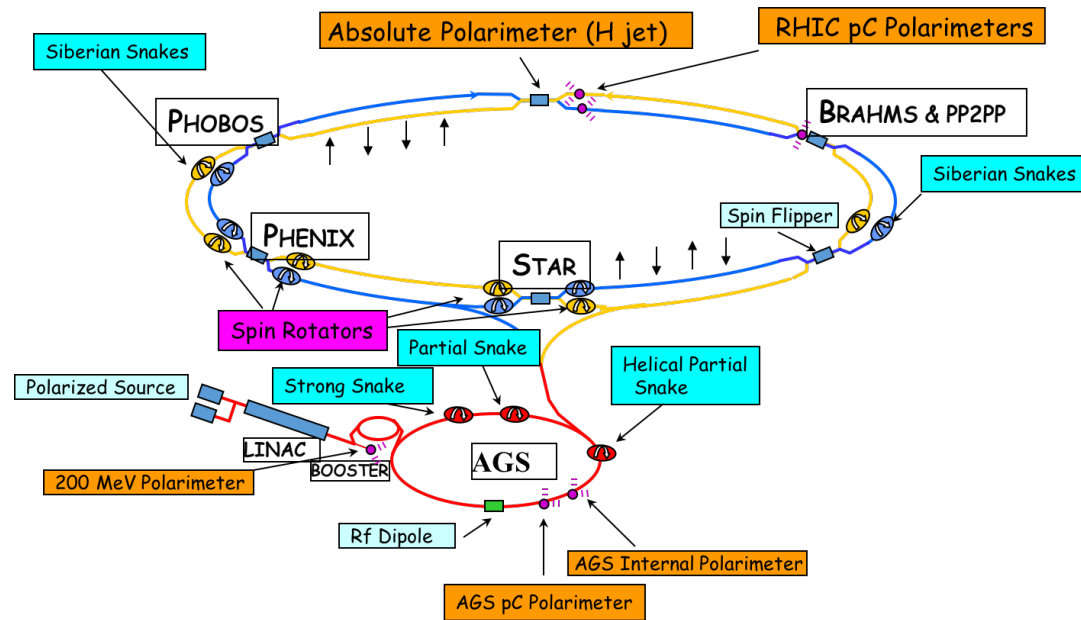 Absolute Polarimeter (H jet)
RHIC pC Polarimeters
Siberian Snakes
PHOBOS
BRAHMS & PP2PP
Siberian Snakes
Spin Flipper
PHENIX
STAR
Spin Rotators
Partial Snake
Helical Partial
Snake
Strong Snake
Polarized Source
LINAC
BOOSTER
200 MeV Polarimeter
AGS
Rf Dipole
AGS Internal Polarimeter
AGS pC Polarimeter